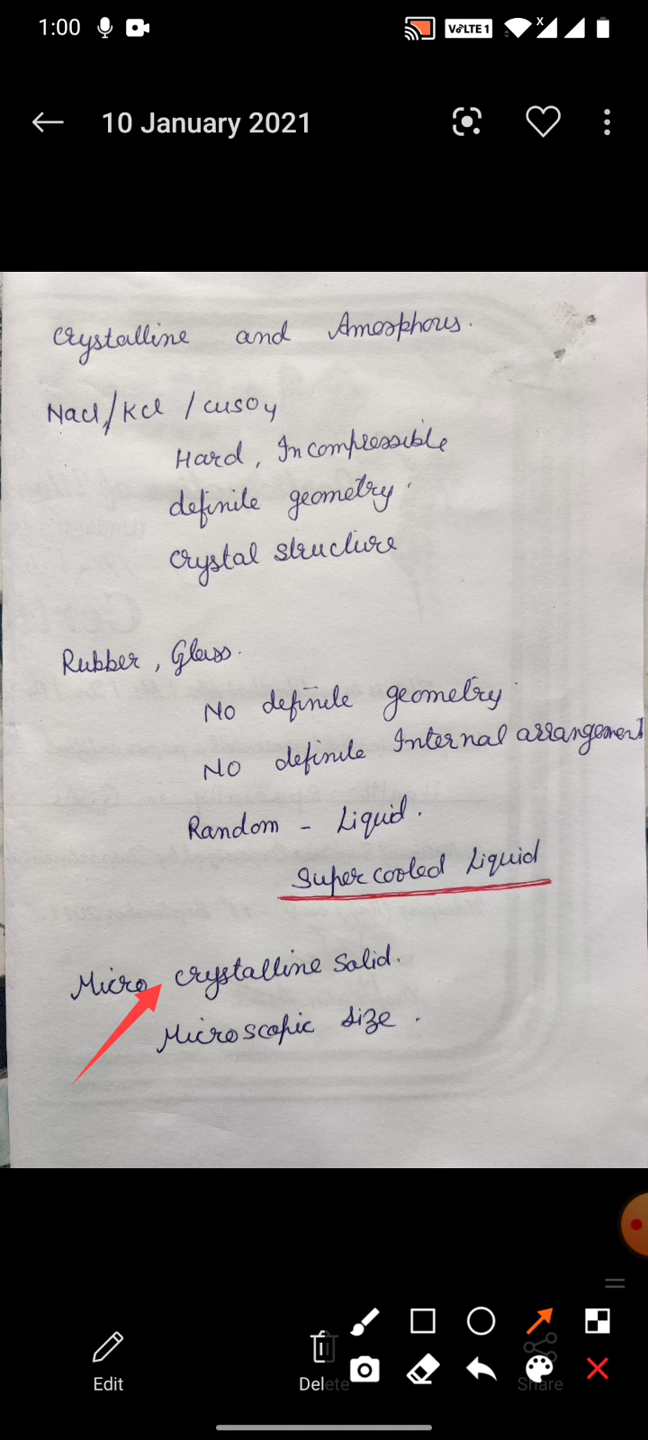 1:00
VoLTE 1
10 January 2021
Crystalline and Amorphous.
Nacl/Kcl/cuso4
Hard, Incompressible
definite geometry.
crystal structure
Rubber, Glass.
No definite geometry
No definite Internal arrangement
Random - Liquid.
Super cooled Liquid
Micro crystalline Solid.
Microscopic size.
Edit
Delete
Share